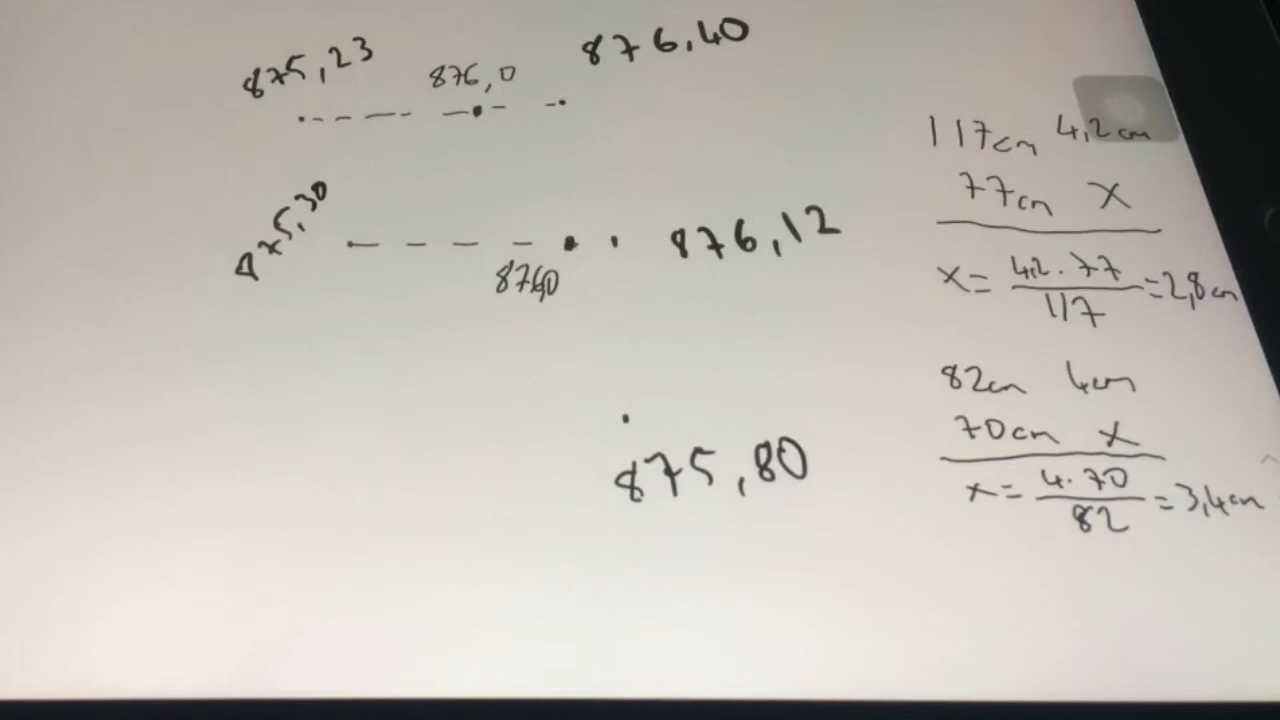 875,23
876,0
876,40
875,30
876,0
876,12
875,80
117cm 4,2cm
77cm X
x = 4,2 . 77 / 117 = 2,8cm
82cm 4cm
70cm X
x = 4. 70 / 82 = 3,4cm